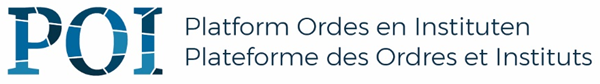 POI
Platform Ordes en Instituten
Plateforme des Ordres et Instituts